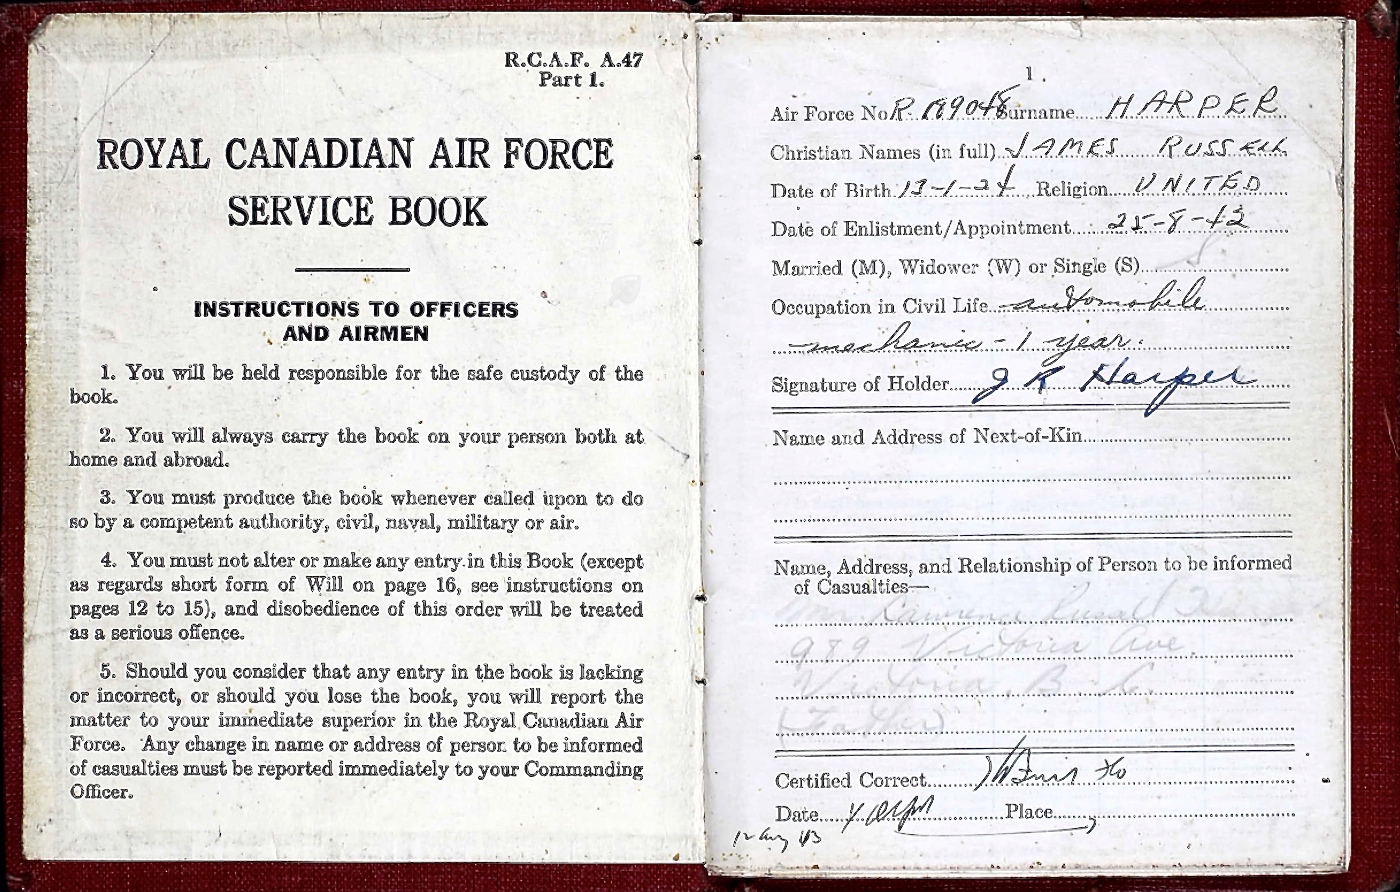 R.C.A.F. A.47
Part 1.
ROYAL CANADIAN AIR FORCE
SERVICE BOOK
INSTRUCTIONS TO OFFICERS
AND AIRMEN
1. You will be held responsible for the safe custody of the
book.
2. You will always carry the book on your person both at
home and abroad.
3. You must produce the book whenever called upon to do
so by a competent authority, civil, naval, military or air.
4. You must not alter or make any entry in this Book (except
as regards short form of Will on page 16, see instructions on
pages 12 to 15), and disobedience of this order will be treated
as a serious offence.
5. Should you consider that any entry in the book is lacking
or incorrect, or should you lose the book, you will report the
matter to your immediate superior in the Royal Canadian Air
Force. Any change in name or address of person to be informed
of casualties must be reported immediately to your Commanding
Officer.
1.
Air Force No R. Surname HARPER
Christian Names (in full) JAMES RUSSELL
Date of Birth 13-1-24 Religion UNITED
Date of Enlistment/Appointment 25-8-42
Married (M), Widower (W) or Single (S) S.
Occupation in Civil Life automobile
mechanic - 1 year.
Signature of Holder J R Harper
Name and Address of Next-of-Kin
Name, Address, and Relationship of Person to be informed
of Casualties—
Lawrence Russell
989 Victoria Ave.
Victoria B.C.
(Father)
Certified Correct
Date Place
12 Aug 43